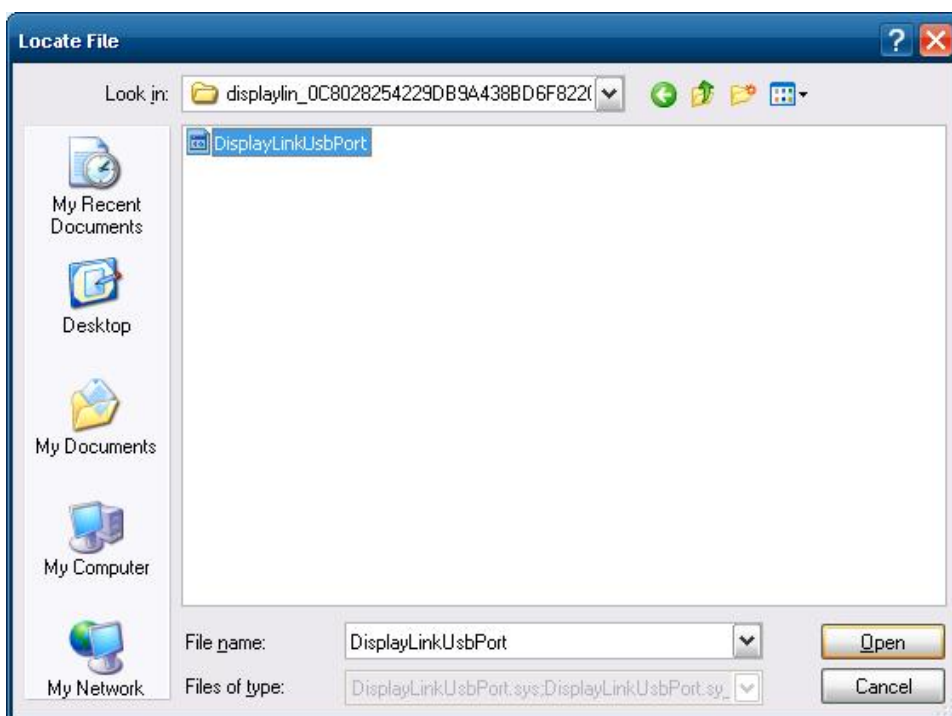 Locate File
Look in:
displaylin_0C8028254229DB9A438BD6F822(
DisplayLinkUsbPort
My Recent
Documents
Desktop
My Documents
My Computer
My Network
File name:
DisplayLinkUsbPort
Open
Files of type:
DisplayLinkUsbPort.sys;DisplayLinkUsbPort.sy_
Cancel